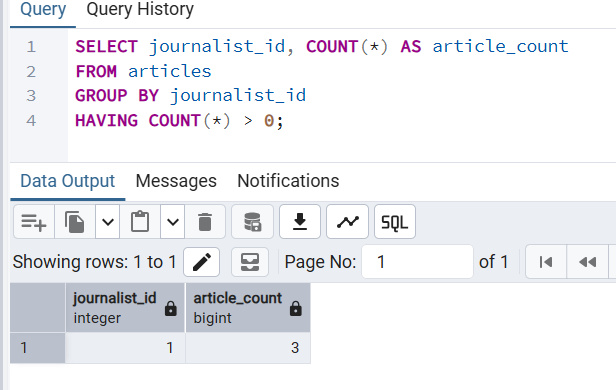 Query Query History
1 SELECT journalist_id, COUNT(*) AS article_count
2 FROM articles
3 GROUP BY journalist_id
4 HAVING COUNT(*) > 0;
Data Output Messages Notifications
SQL
Showing rows: 1 to 1 Page No: 1 of 1
journalist_id article_count
integer bigint
1 1 3